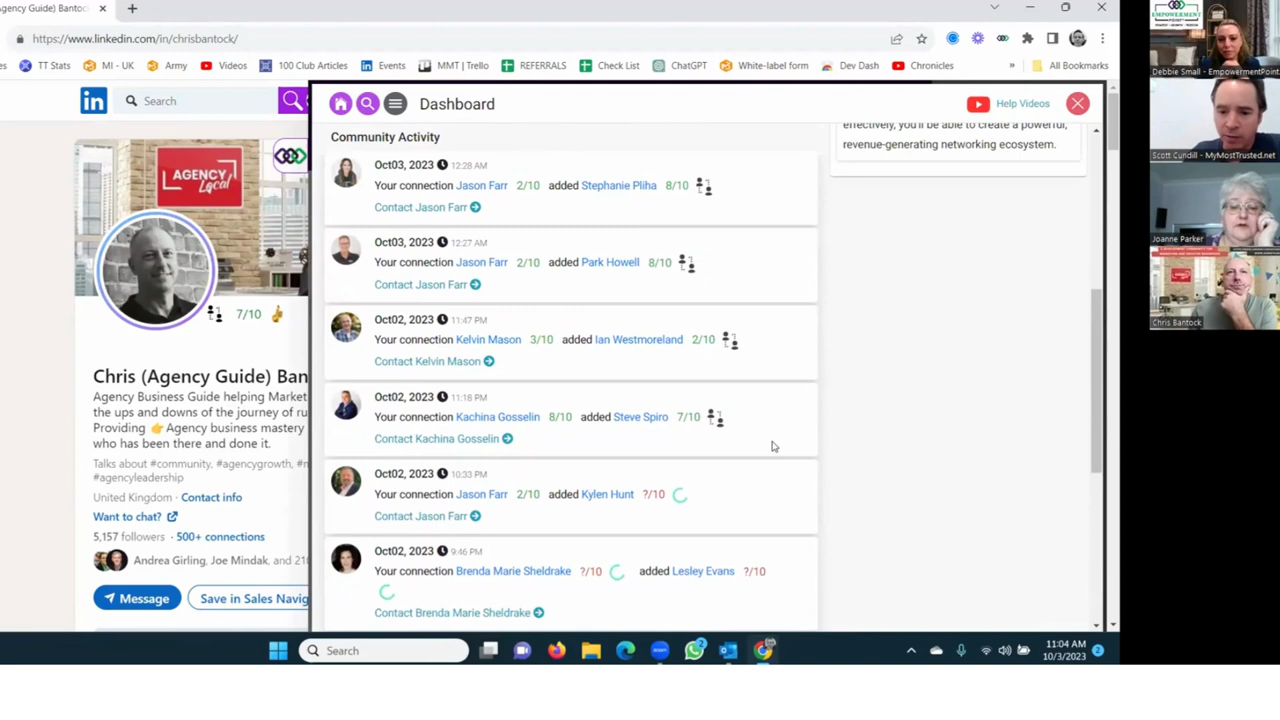 Agency Guide) Bantock
https://www.linkedin.com/in/chrisbantock/
es TT Stats MI - UK Army Videos 100 Club Articles Events MMT | Trello REFERRALS Check List ChatGPT White-label form Dev Dash Chronicles » All Bookmarks
Search
Dashboard
Help Videos
Community Activity
effectively, you'll be able to create a powerful,
revenue-generating networking ecosystem.
Oct03, 2023 12:28 AM
Your connection Jason Farr 2/10 added Stephanie Pliha 8/10
Contact Jason Farr
Oct03, 2023 12:27 AM
Your connection Jason Farr 2/10 added Park Howell 8/10
Contact Jason Farr
Oct02, 2023 11:47 PM
Your connection Kelvin Mason 3/10 added Ian Westmoreland 2/10
Contact Kelvin Mason
Oct02, 2023 11:18 PM
Your connection Kachina Gosselin 8/10 added Steve Spiro 7/10
Contact Kachina Gosselin
Oct02, 2023 10:33 PM
Your connection Jason Farr 2/10 added Kylen Hunt ?/10
Contact Jason Farr
Oct02, 2023 9:46 PM
Your connection Brenda Marie Sheldrake ?/10 added Lesley Evans ?/10
Contact Brenda Marie Sheldrake
AGENCY
Local
7/10
Chris (Agency Guide) Ban
Agency Business Guide helping Market
the ups and downs of the journey of ru
Providing 👉 Agency business mastery
who has been there and done it.
Talks about #community, #agencygrowth, #n
#agencyleadership
United Kingdom · Contact info
Want to chat?
5,157 followers · 500+ connections
Andrea Girling, Joe Mindak, and 210
Message
Save in Sales Navig
Search
2
11:04 AM
10/3/2023
2
EMPOWERMENT
Debbie Small - EmpowermentPoint
Scott Cundill - MyMostTrusted.net
Joanne Parker
Chris Bantock